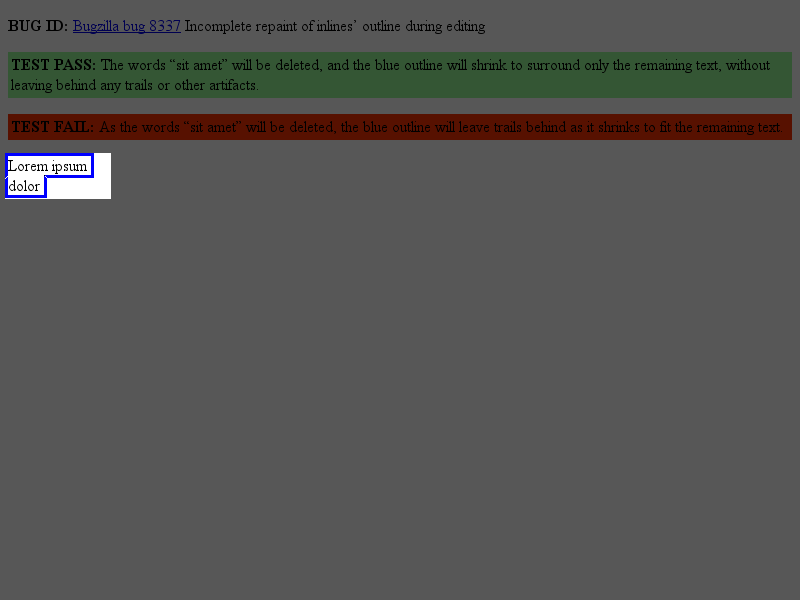 BUG ID: Bugzilla bug 8337 Incomplete repaint of inlines’ outline during editing
TEST PASS: The words “sit amet” will be deleted, and the blue outline will shrink to surround only the remaining text, without
leaving behind any trails or other artifacts.
TEST FAIL: As the words “sit amet” will be deleted, the blue outline will leave trails behind as it shrinks to fit the remaining text.
Lorem ipsum
dolor